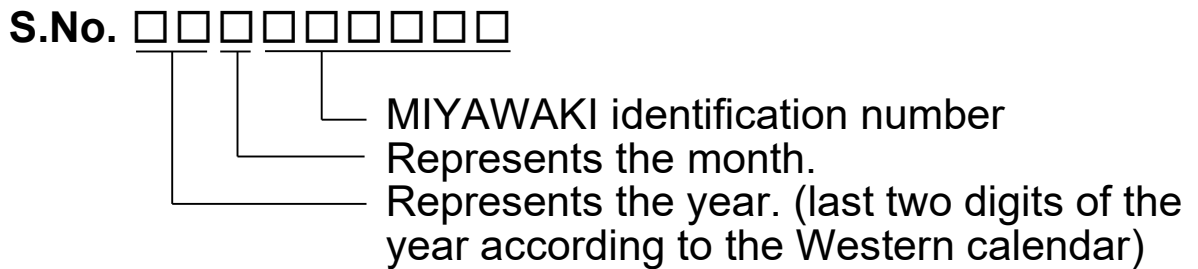 S.No. □□□□□□□□□
MIYAWAKI identification number
Represents the month.
Represents the year. (last two digits of the
year according to the Western calendar)